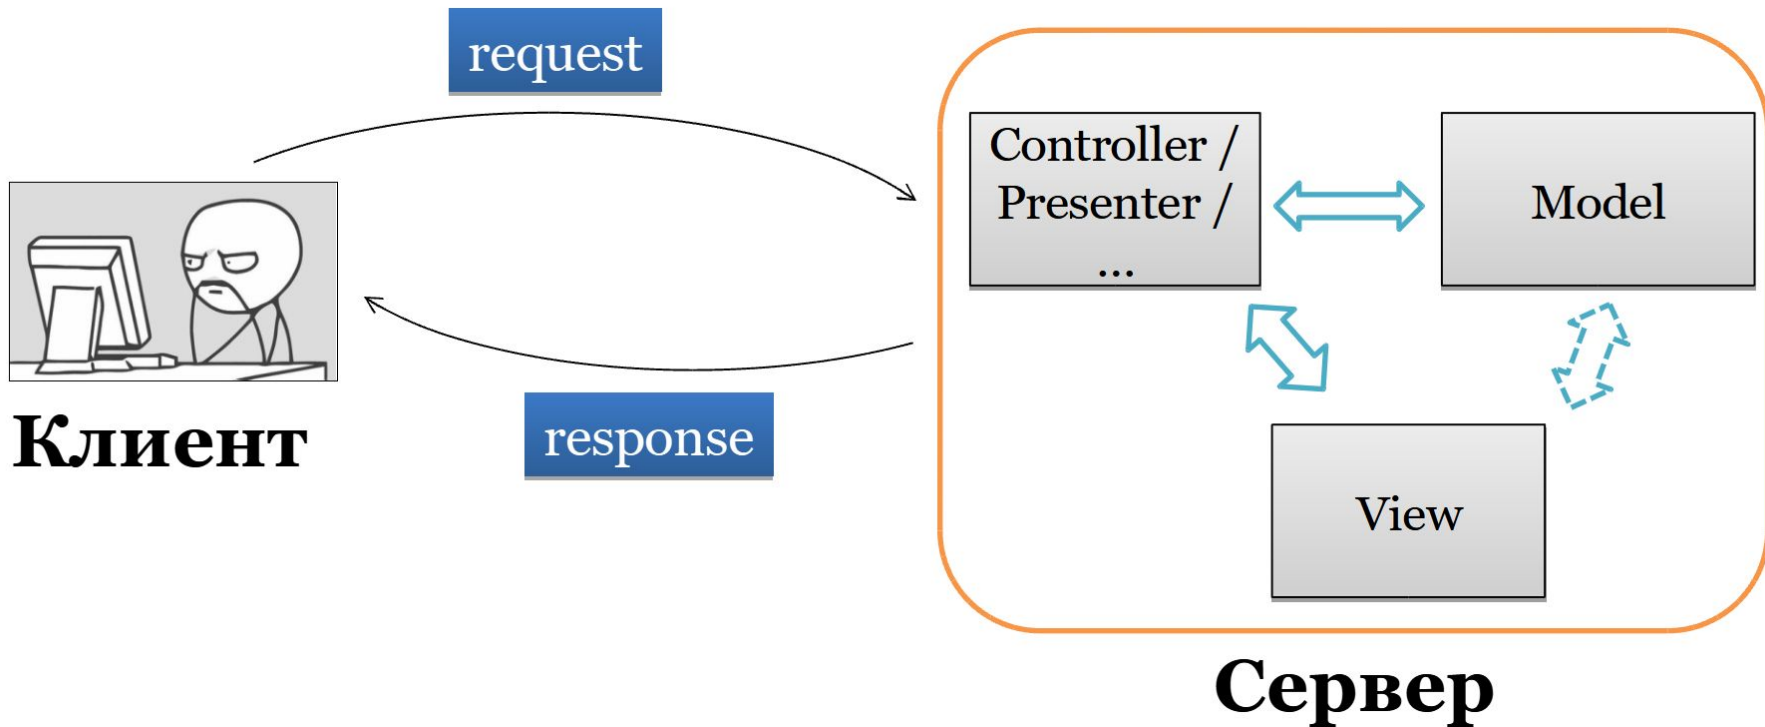 request
Controller /
Presenter /
...
Model
Клиент
response
View
Сервер